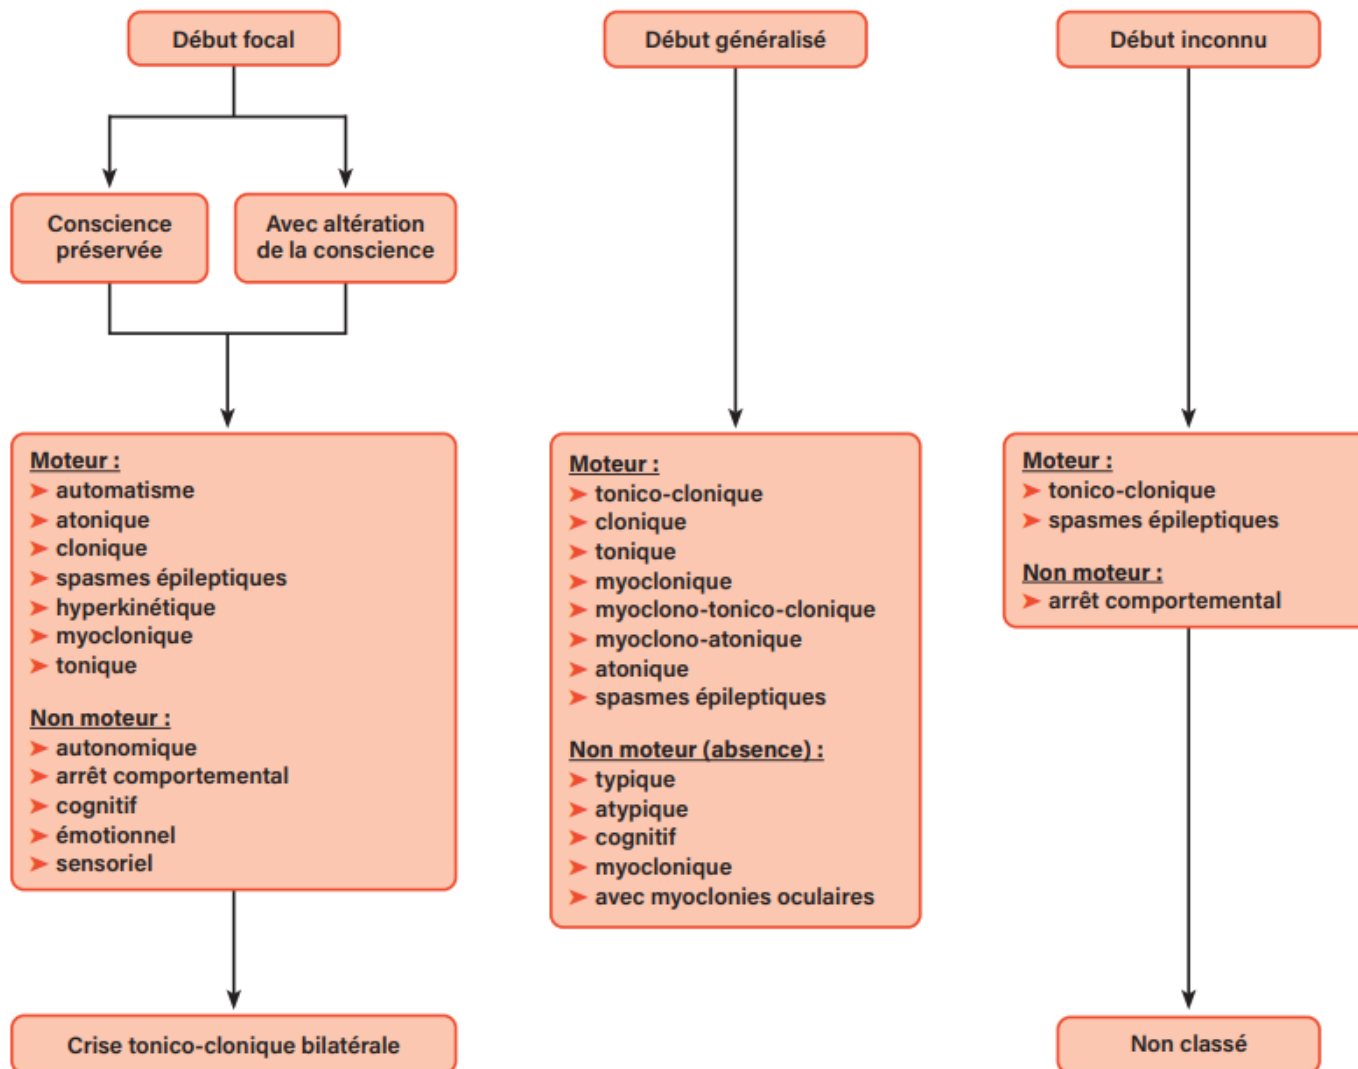 Début focal
Début généralisé
Début inconnu
Conscience
préservée
Avec altération
de la conscience
Moteur :
➤ automatisme
➤ atonique
➤ clonique
➤ spasmes épileptiques
➤ hyperkinétique
➤ myoclonique
➤ tonique
Non moteur :
➤ autonomique
➤ arrêt comportemental
➤ cognitif
➤ émotionnel
➤ sensoriel
Moteur :
➤ tonico-clonique
➤ clonique
➤ tonique
➤ myoclonique
➤ myoclono-tonico-clonique
➤ myoclono-atonique
➤ atonique
➤ spasmes épileptiques
Non moteur (absence) :
➤ typique
➤ atypique
➤ cognitif
➤ myoclonique
➤ avec myoclonies oculaires
Moteur :
➤ tonico-clonique
➤ spasmes épileptiques
Non moteur :
➤ arrêt comportemental
Crise tonico-clonique bilatérale
Non classé